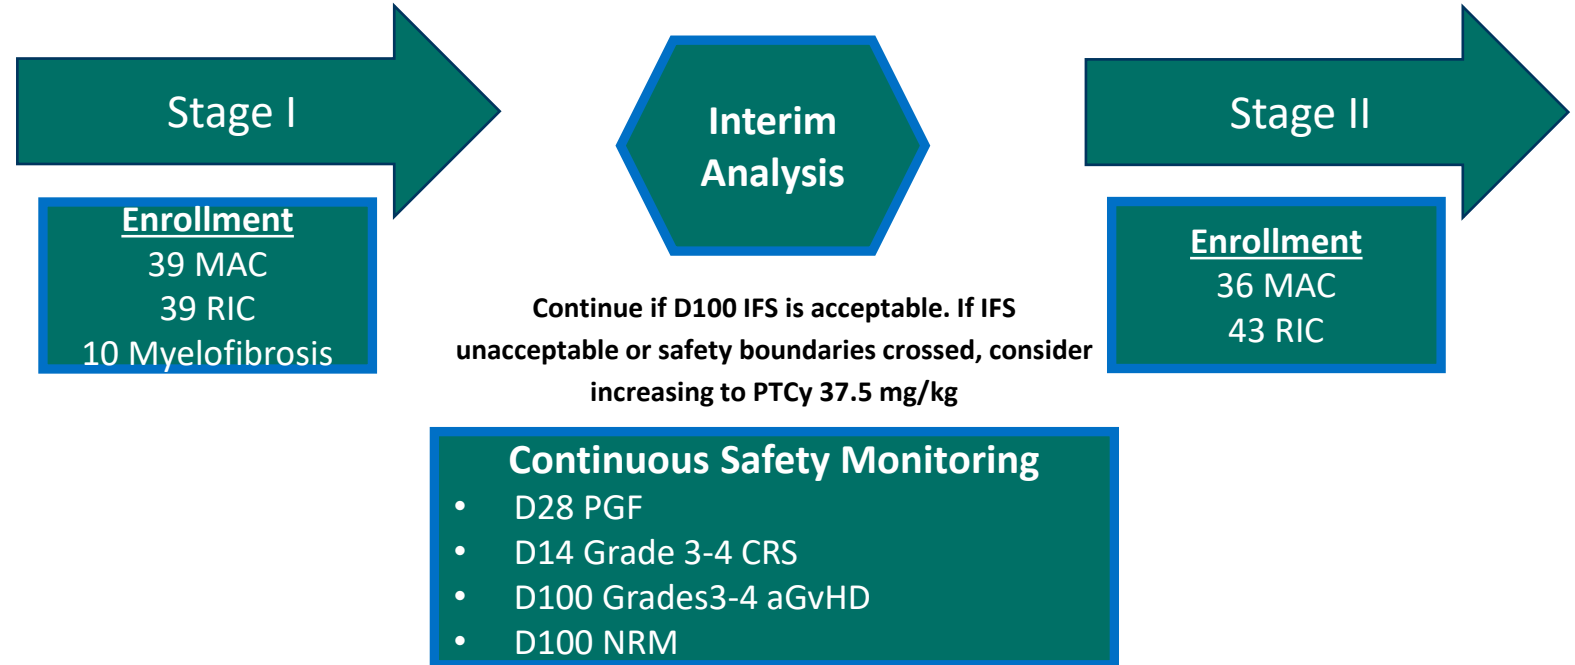 Stage I
Enrollment
39 MAC
39 RIC
10 Myelofibrosis
Interim
Analysis
Continue if D100 IFS is acceptable. If IFS
unacceptable or safety boundaries crossed, consider
increasing to PTCy 37.5 mg/kg
Stage II
Enrollment
36 MAC
43 RIC
Continuous Safety Monitoring
• D28 PGF
• D14 Grade 3-4 CRS
• D100 Grades3-4 aGvHD
• D100 NRM